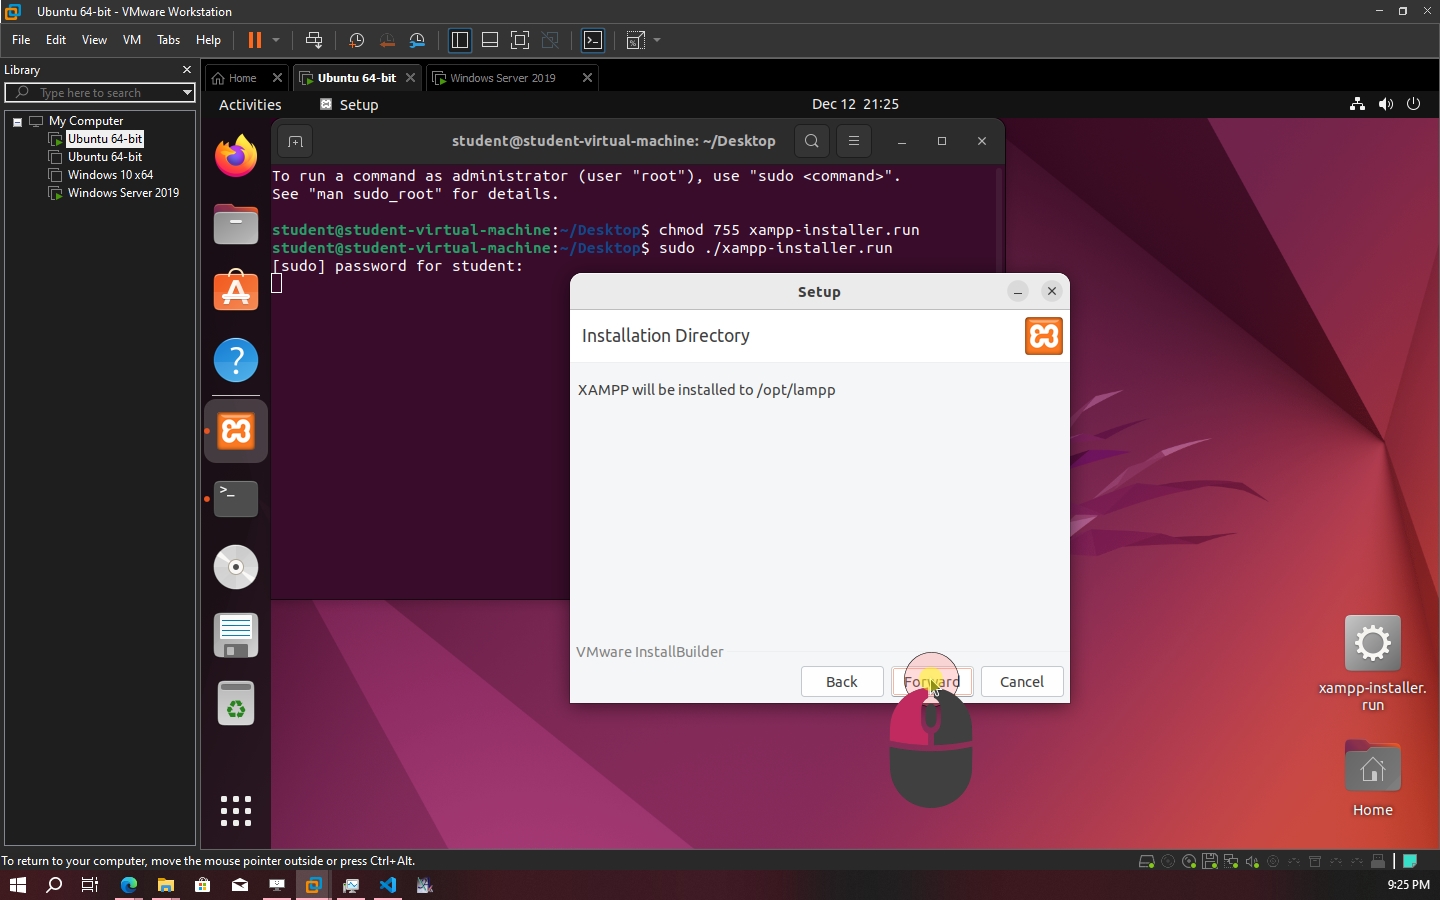 Ubuntu 64-bit - VMware Workstation
File Edit View VM Tabs Help
Library
Type here to search
My Computer
Ubuntu 64-bit
Ubuntu 64-bit
Windows 10 x64
Windows Server 2019
Home
Ubuntu 64-bit
Windows Server 2019
Activities
Setup
Dec 12 21:25
student@student-virtual-machine: ~/Desktop
To run a command as administrator (user "root"), use "sudo <command>".
See "man sudo_root" for details.
student@student-virtual-machine:~/Desktop$ chmod 755 xampp-installer.run
student@student-virtual-machine:~/Desktop$ sudo ./xampp-installer.run
[sudo] password for student:
Setup
Installation Directory
XAMPP will be installed to /opt/lampp
VMware InstallBuilder
Back
Forward
Cancel
xampp-installer.
run
Home
To return to your computer, move the mouse pointer outside or press Ctrl+Alt.
9:25 PM